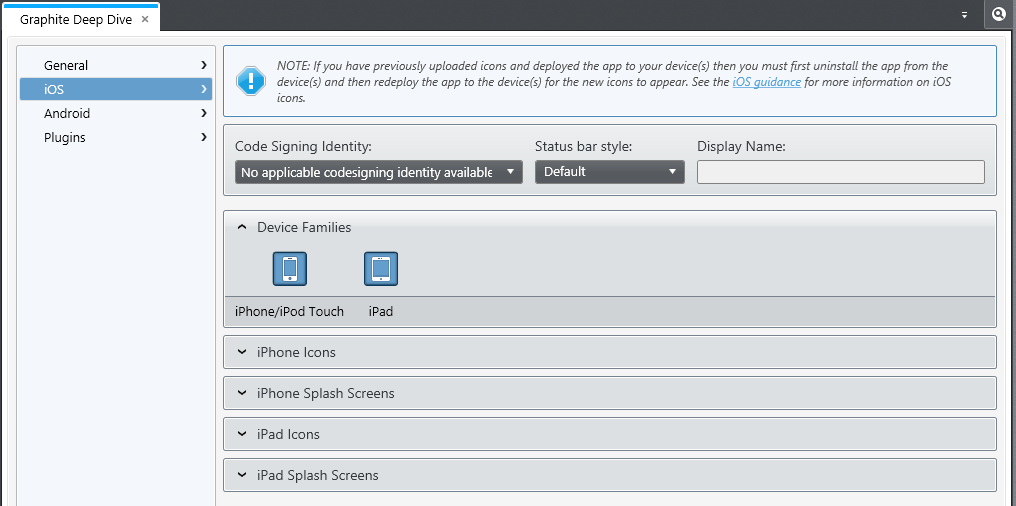 Graphite Deep Dive
General
iOS
Android
Plugins
NOTE: If you have previously uploaded icons and deployed the app to your device(s) then you must first uninstall the app from the
device(s) and then redeploy the app to the device(s) for the new icons to appear. See the iOS guidance for more information on iOS
icons.
Code Signing Identity: Status bar style: Display Name:
No applicable codesigning identity available Default
Device Families
iPhone/iPod Touch iPad
iPhone Icons
iPhone Splash Screens
iPad Icons
iPad Splash Screens